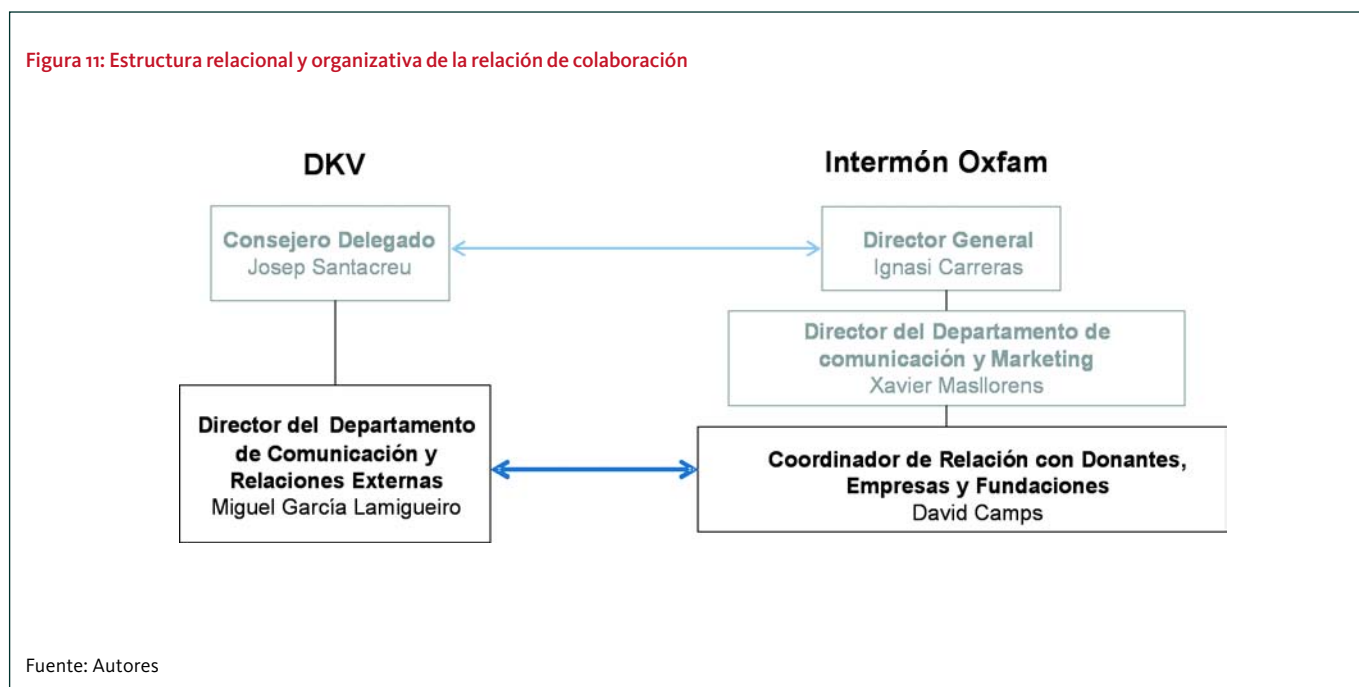 Figura 11: Estructura relacional y organizativa de la relación de colaboración
DKV
Consejero Delegado
Josep Santacreu
Director del Departamento
de Comunicación y
Relaciones Externas
Miguel García Lamigueiro
Intermón Oxfam
Director General
Ignasi Carreras
Director del Departamento de
comunicación y Marketing
Xavier Masllorens
Coordinador de Relación con Donantes,
Empresas y Fundaciones
David Camps
Fuente: Autores